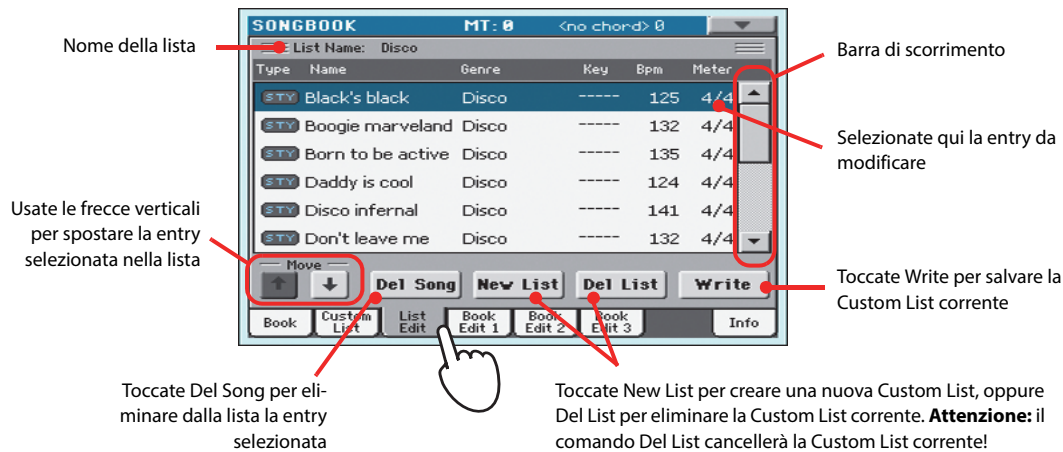 SONGBOOK MT: 0 <no chord> 0
Nome della lista
List Name: Disco
Barra di scorrimento
Type Name Genre Key Bpm Meter
STY Black's black Disco ----- 125 4/4
STY Boogie marveland Disco ----- 132 4/4
STY Born to be active Disco ----- 135 4/4
STY Daddy is cool Disco ----- 124 4/4
STY Disco infernal Disco ----- 141 4/4
STY Don't leave me Disco ----- 132 4/4
Selezionate qui la entry da
modificare
Usate le frecce verticali
per spostare la entry
selezionata nella lista
Move
Del Song New List Del List Write
Toccate Write per salvare la
Custom List corrente
Book Custom List List Edit Book Edit 1 Book Edit 2 Book Edit 3 Info
Toccate Del Song per eli-
minare dalla lista la entry
selezionata
Toccate New List per creare una nuova Custom List, oppure
Del List per eliminare la Custom List corrente. Attenzione: il
comando Del List cancellerà la Custom List corrente!